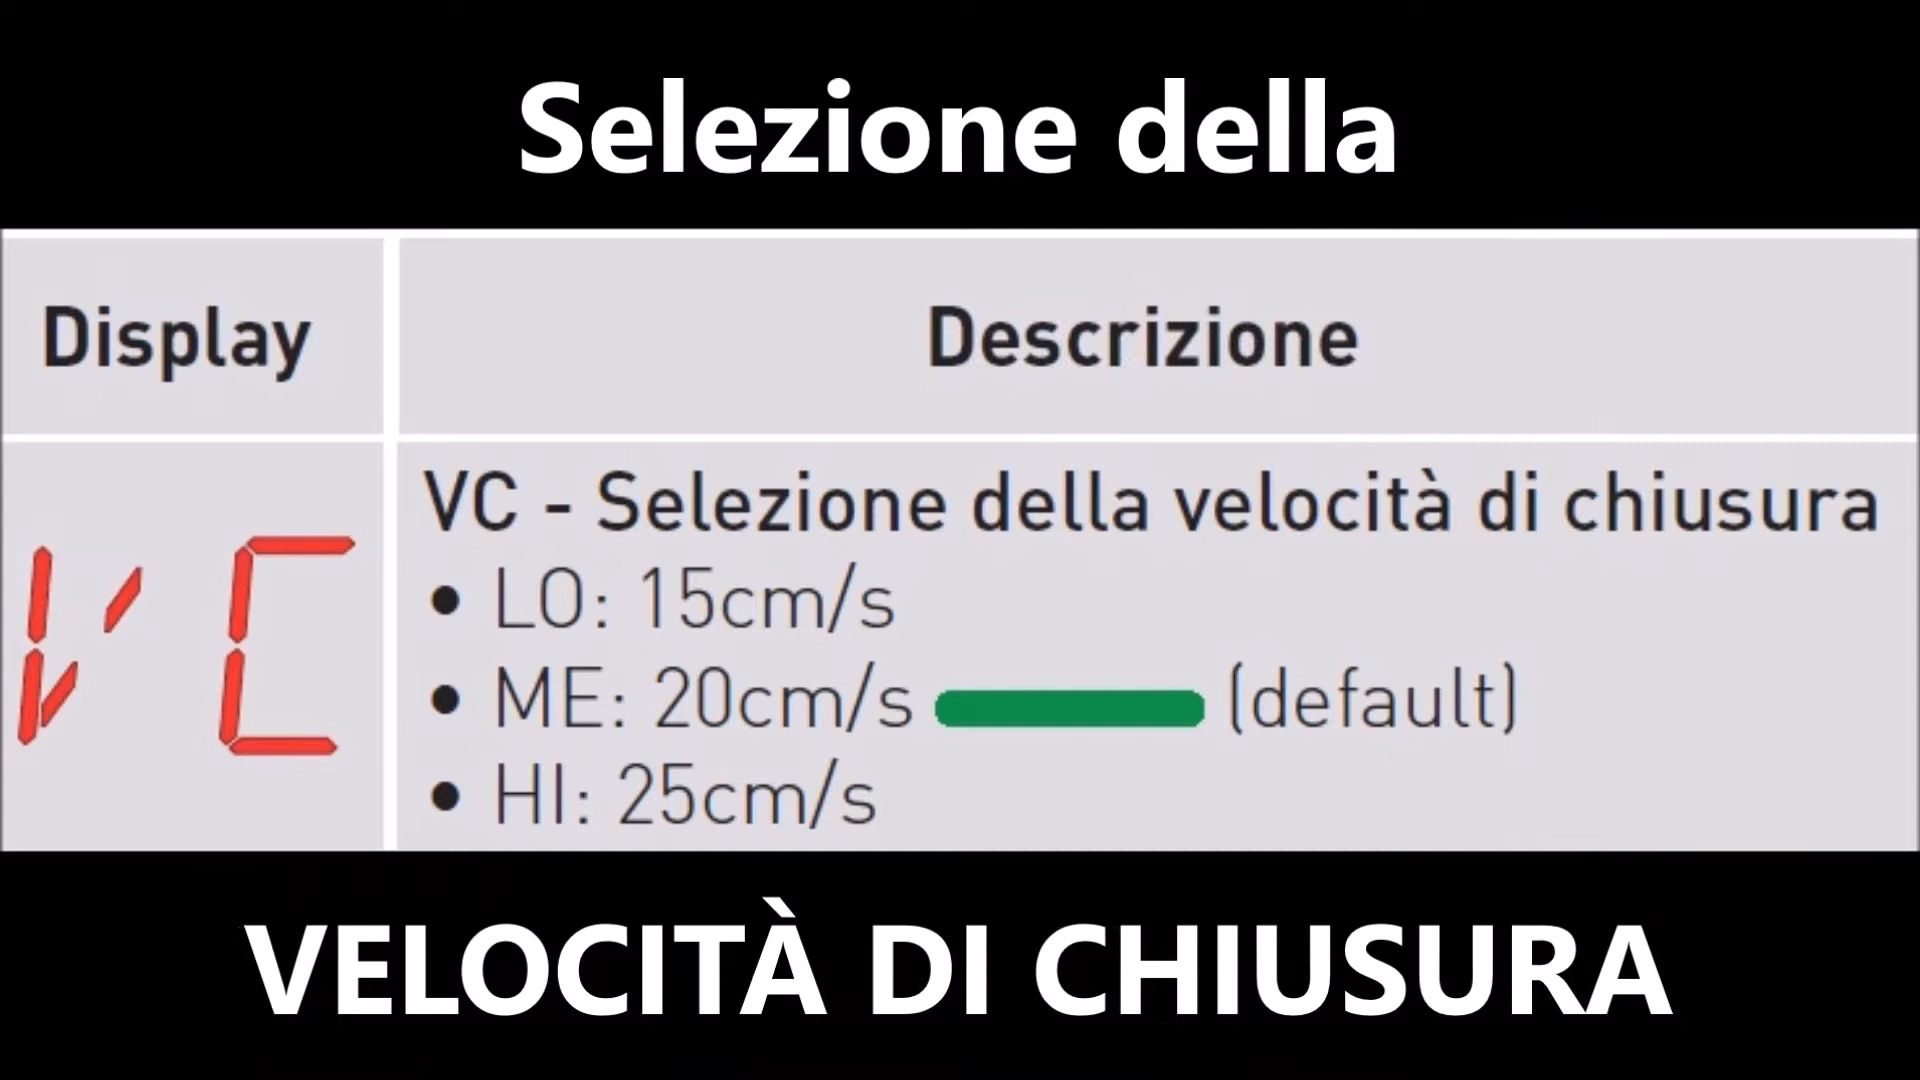 Selezione della
Display
Descrizione
VC
VC - Selezione della velocità di chiusura
• LO: 15cm/s
• ME: 20cm/s (default)
• HI: 25cm/s
VELOCITÀ DI CHIUSURA